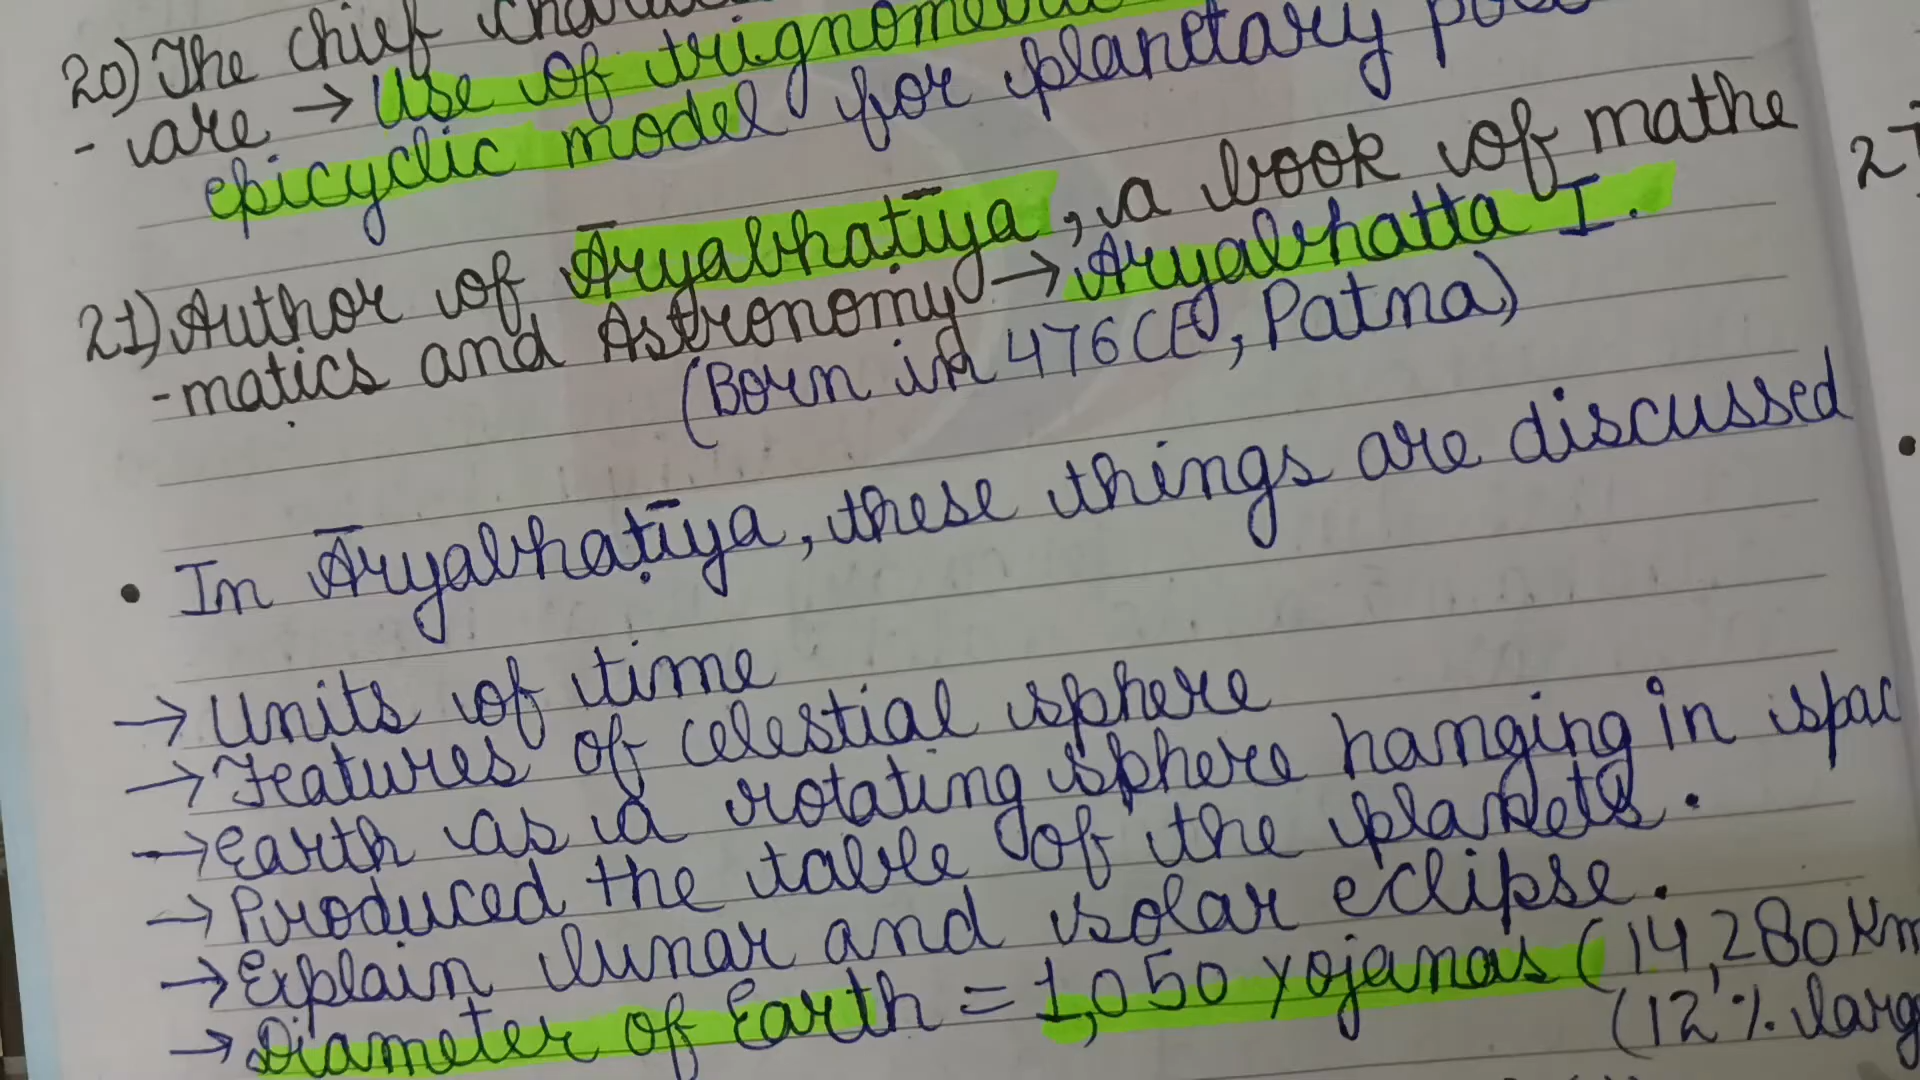 20) The chief
- are → Use of
epicyclic model for planetary
21) Author of Āryabhaṭīya, a book of mathe
-matics and Astronomy → Aryabhatta I.
(Born in 476 CE, Patna)
• In Āryabhaṭīya, these things are discussed
→ Units of time
→ Features of celestial sphere
→ Earth as a rotating sphere hanging in spac
→ Produced the table of the planets.
→ Explain lunar and solar eclipse.
→ Diameter of Earth = 1,050 yojanas (14,280 Km
(12% larg